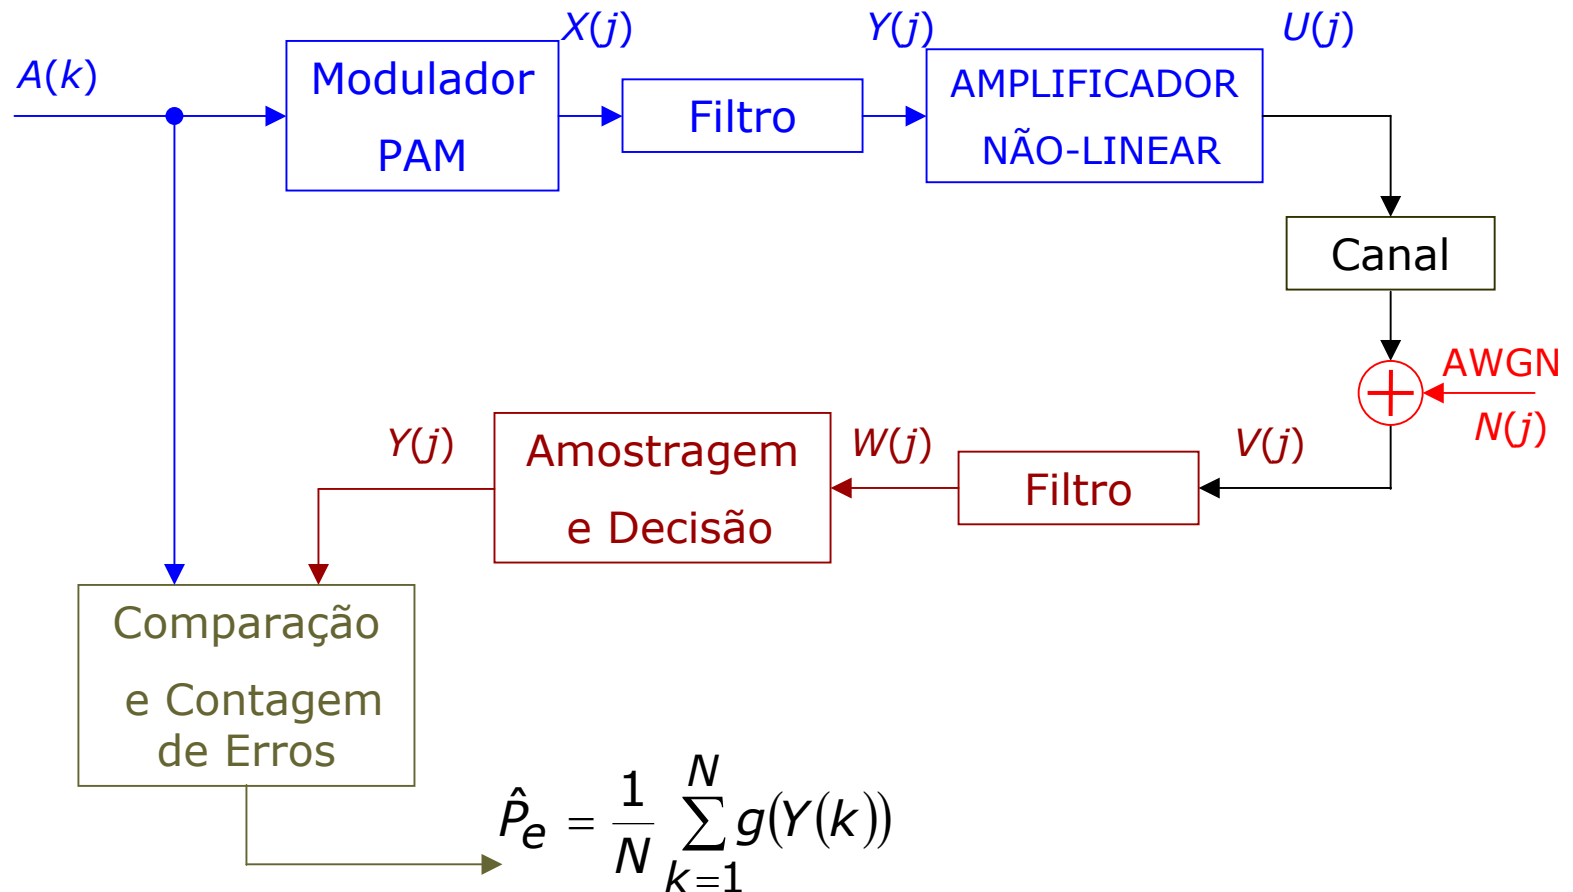 A(k)
Modulador
PAM
X(j)
Filtro
Y(j)
AMPLIFICADOR
NÃO-LINEAR
U(j)
Canal
AWGN
N(j)
V(j)
Filtro
W(j)
Amostragem
e Decisão
Y(j)
Comparação
e Contagem
de Erros
P̂e = 1/N ∑ k=1 N g(Y(k))